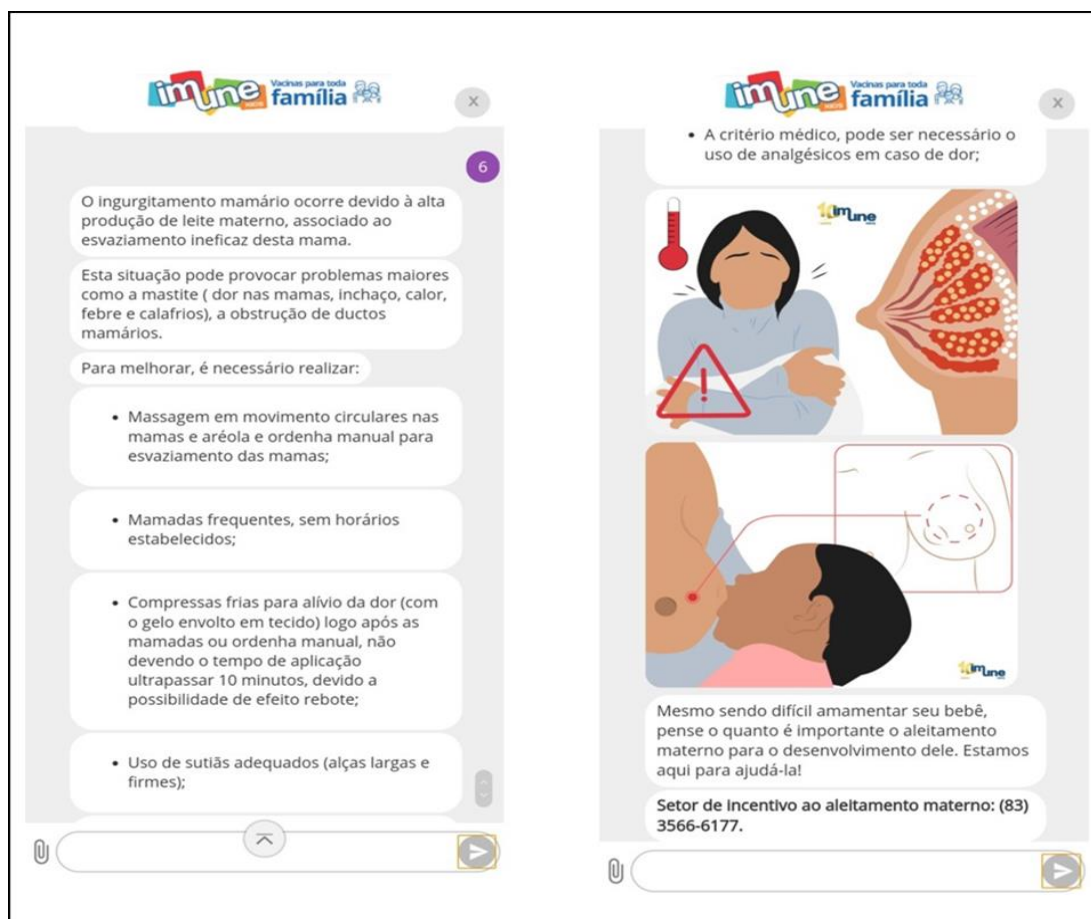 imune
Vacinas para toda
família
X
6
O ingurgitamento mamário ocorre devido à alta
produção de leite materno, associado ao
esvaziamento ineficaz desta mama.
Esta situação pode provocar problemas maiores
como a mastite ( dor nas mamas, inchaço, calor,
febre e calafrios), a obstrução de ductos
mamários.
Para melhorar, é necessário realizar:
• Massagem em movimento circulares nas
mamas e aréola e ordenha manual para
esvaziamento das mamas;
• Mamadas frequentes, sem horários
estabelecidos;
• Compressas frias para alívio da dor (com
o gelo envolto em tecido) logo após as
mamadas ou ordenha manual, não
devendo o tempo de aplicação
ultrapassar 10 minutos, devido a
possibilidade de efeito rebote;
• Uso de sutiãs adequados (alças largas e
firmes);
imune
Vacinas para toda
família
X
• A critério médico, pode ser necessário o
uso de analgésicos em caso de dor;
10 imune
10 imune
Mesmo sendo difícil amamentar seu bebê,
pense o quanto é importante o aleitamento
materno para o desenvolvimento dele. Estamos
aqui para ajudá-la!
Setor de incentivo ao aleitamento materno: (83)
3566-6177.